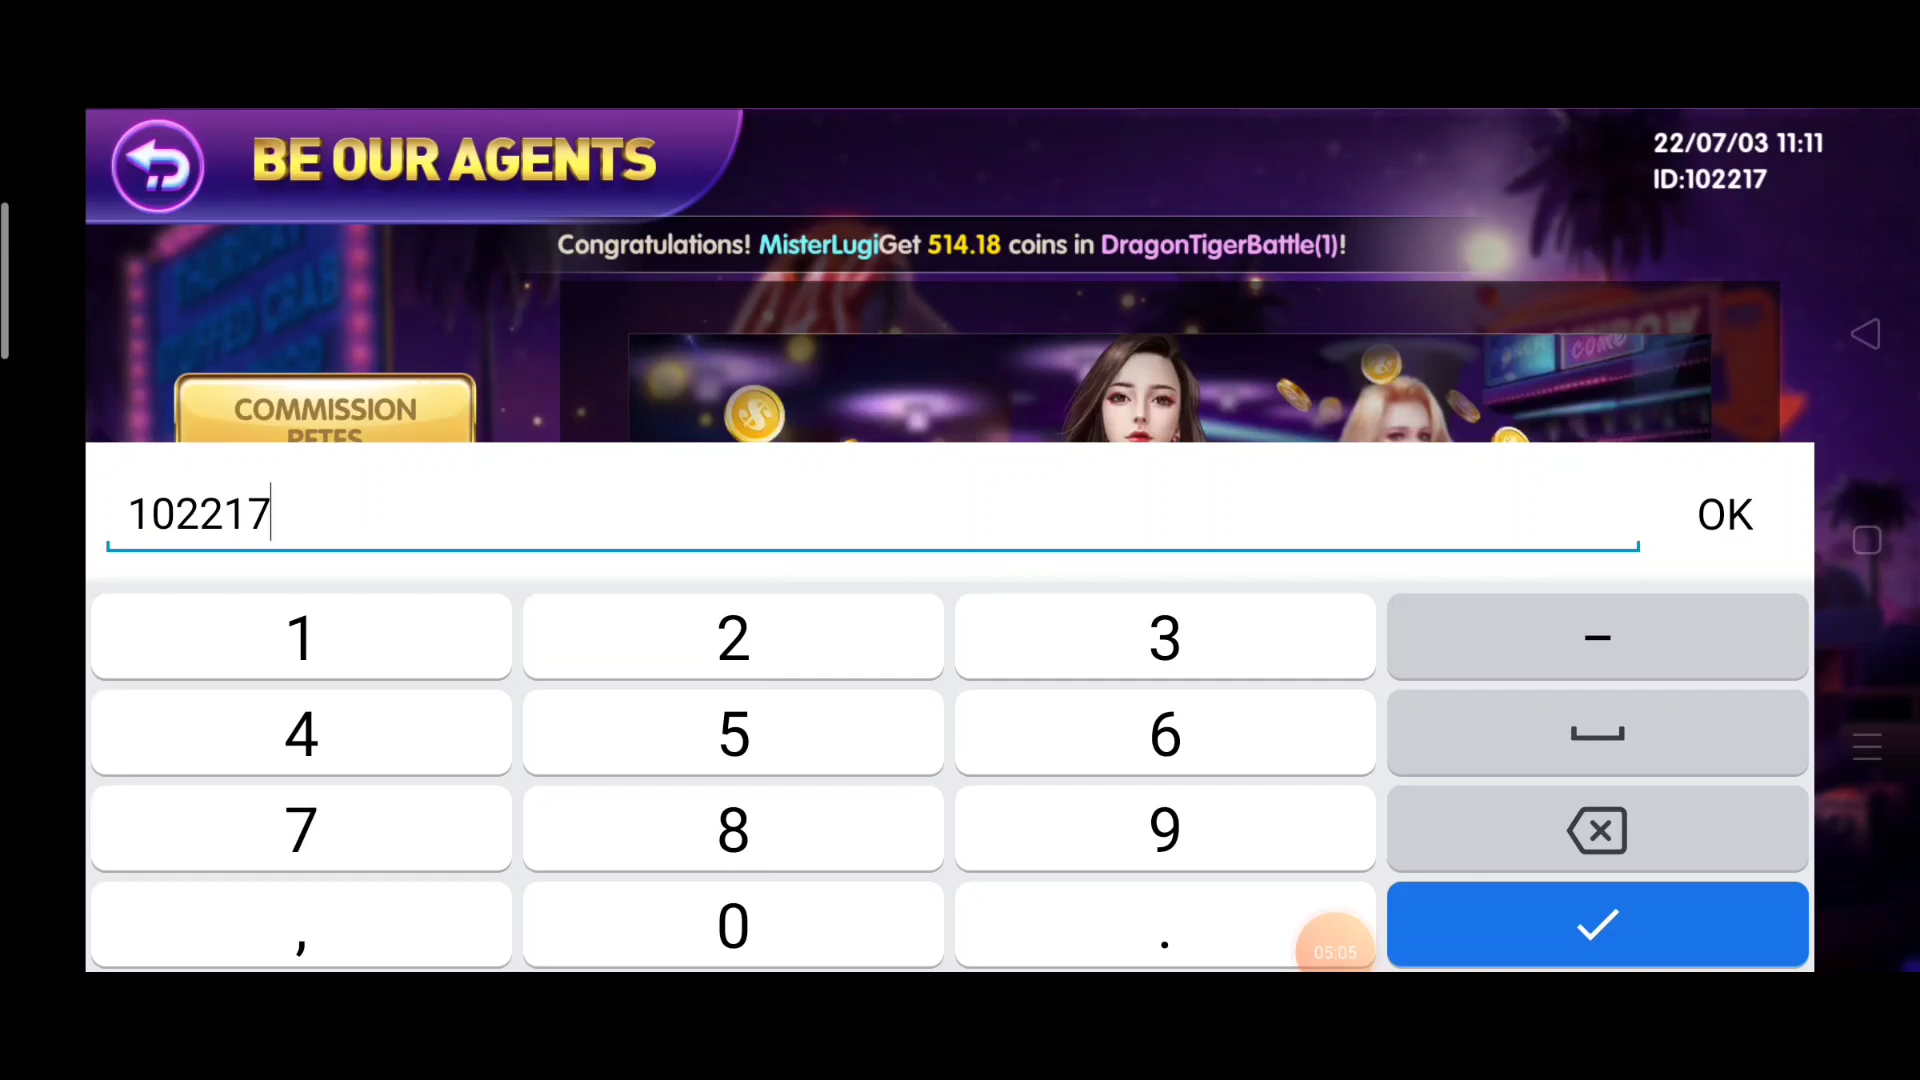 BE OUR AGENTS
22/07/03 11:11
ID:102217
Congratulations! MisterLugiGet 514.18 coins in DragonTigerBattle(1)!
COMMISSION
102217
OK
1 2 3 –
4 5 6
7 8 9
, 0 .
05:05